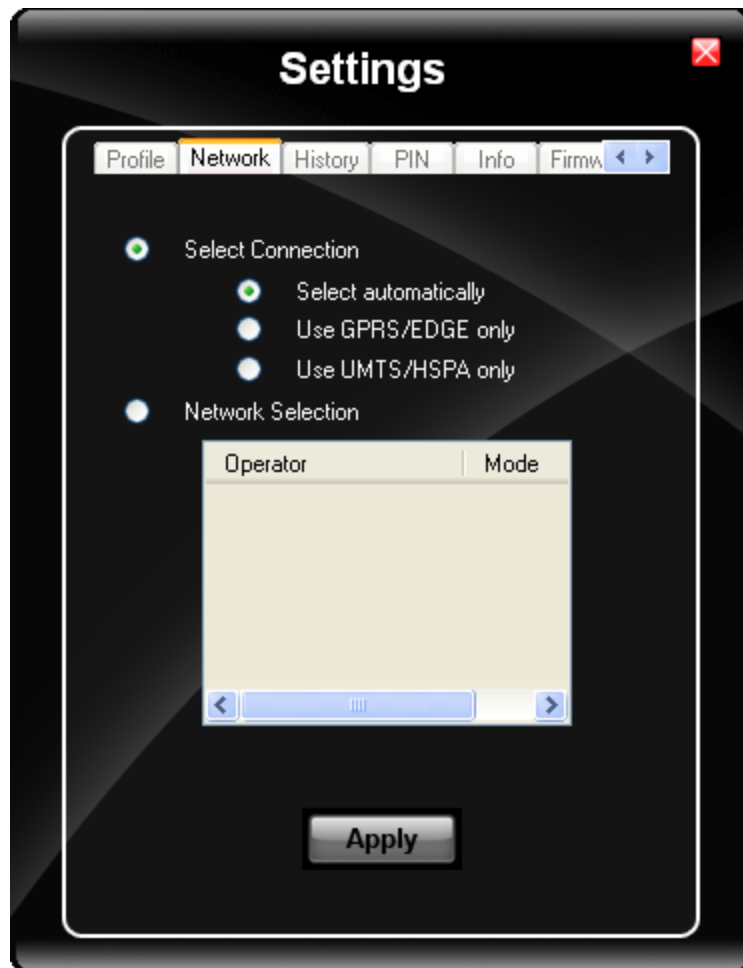 Settings
Profile Network History PIN Info Firmw
Select Connection
Select automatically
Use GPRS/EDGE only
Use UMTS/HSPA only
Network Selection
Operator Mode
Apply